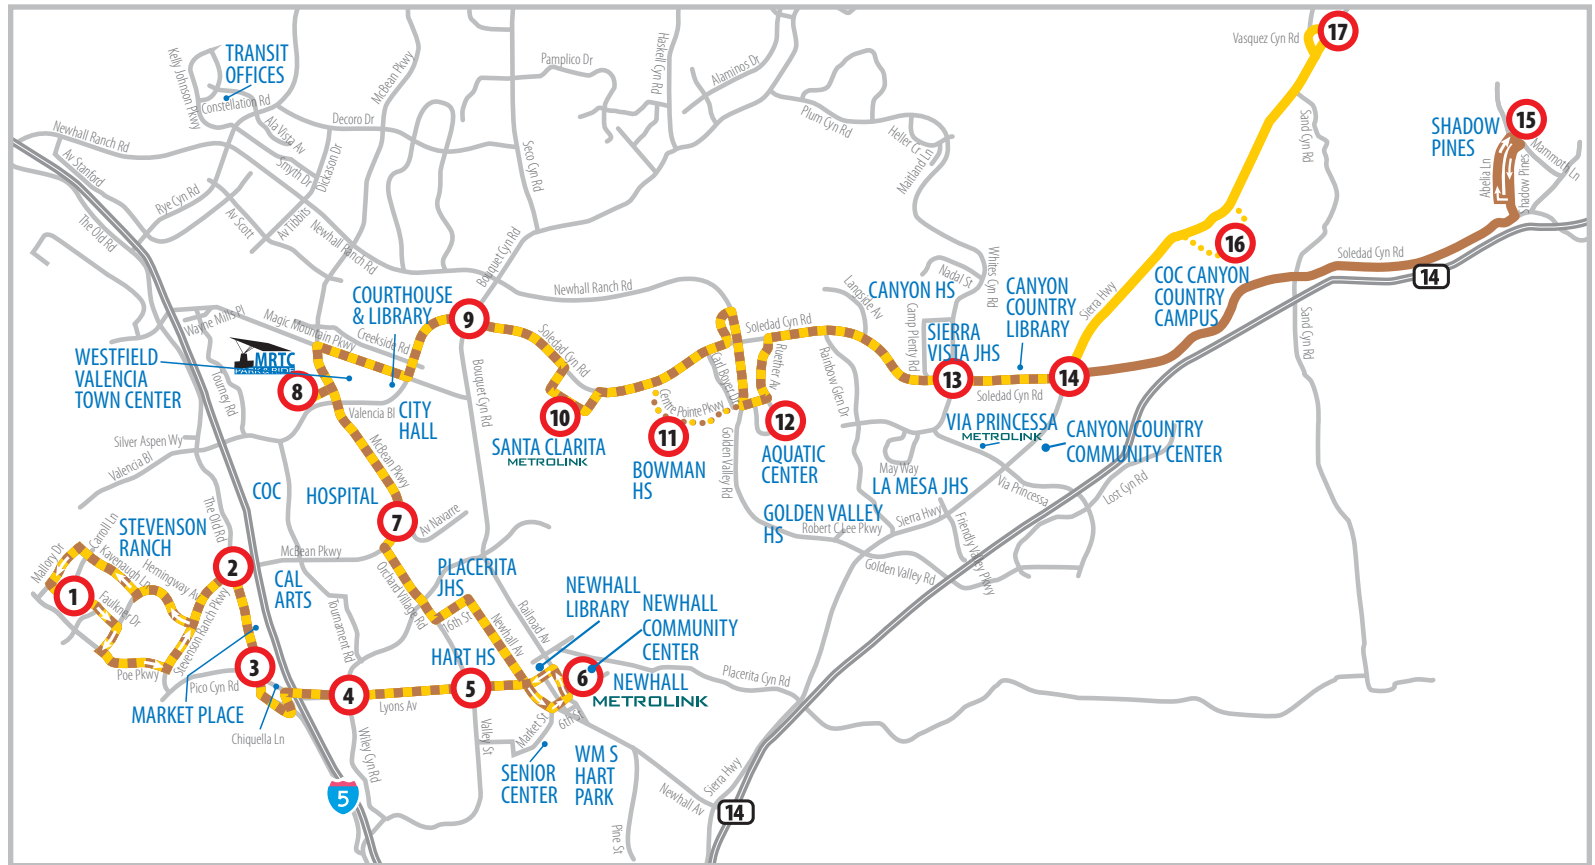 17
Vasquez Cyn Rd
TRANSIT
OFFICES
Kelly Johnson Pkwy
Constellation Rd
Ala Vista Av
McBean Pkwy
Decoro Dr
Pamplico Dr
Haskell Cyn Rd
Alaminos Dr
Plum Cyn Rd
Heller Cr
Maitland Ln
Sand Cyn Rd
SHADOW
PINES
15
Mammoth Ln
Abelia Ln
Shadow Pines
Newhall Ranch Rd
Av Stanford
Smyth Dr
Dickason Dr
Seco Cyn Rd
Rye Cyn Rd
Av Scott
Av Tibbits
The Old Rd
Newhall Ranch Rd
Bouquet Cyn Rd
16
COC CANYON
COUNTRY
CAMPUS
Soledad Cyn Rd
14
Newhall Ranch Rd
Whites Cyn Rd
Nadal St
Langside Av
CANYON HS
CANYON
COUNTRY
LIBRARY
Sierra Hwy
Camp Plenty Rd
SIERRA
VISTA JHS
COURTHOUSE
& LIBRARY
9
Wayne Mills Pl
Magic Mountain Pkwy
Creekside Rd
MRTC
PARK & RIDE
WESTFIELD
VALENCIA
TOWN CENTER
8
Tourney Rd
Valencia Bl
CITY
HALL
Bouquet Cyn Rd
Soledad Cyn Rd
10
SANTA CLARITA
METROLINK
Soledad Cyn Rd
Carl Boyer Dr
Ruether Av
Rainbow Glen Dr
Centre Pointe Pkwy
11
BOWMAN
HS
12
AQUATIC
CENTER
Golden Valley Rd
13
Soledad Cyn Rd
14
VIA PRINCESSA
METROLINK
CANYON COUNTRY
COMMUNITY CENTER
Sand Cyn Rd
Silver Aspen Wy
Valencia Bl
McBean Pkwy
The Old Rd
COC
HOSPITAL
7
Av Navarre
May Way
LA MESA JHS
Via Princessa
Lost Cyn Rd
GOLDEN VALLEY
HS
Robert C Lee Pkwy
Sierra Hwy
Friendly Valley Pkwy
Golden Valley Rd
STEVENSON
RANCH
Carroll Ln
Mallory Dr
Kavenaugh Ln
Hemingway Av
1
Faulkner Dr
2
Stevenson Ranch Pkwy
Poe Pkwy
McBean Pkwy
CAL
ARTS
Tournament Rd
Orchard Village Rd
PLACERITA
JHS
16th St
Newhall Av
Railroad Av
NEWHALL
LIBRARY
NEWHALL
COMMUNITY
CENTER
HART HS
3
Pico Cyn Rd
MARKET PLACE
Chiquella Ln
4
Lyons Av
5
6
NEWHALL
METROLINK
Placerita Cyn Rd
Wiley Cyn Rd
Valley St
Market St
6th St
SENIOR
CENTER
WM S
HART
PARK
Newhall Av
Sierra Hwy
Pine St
5
14